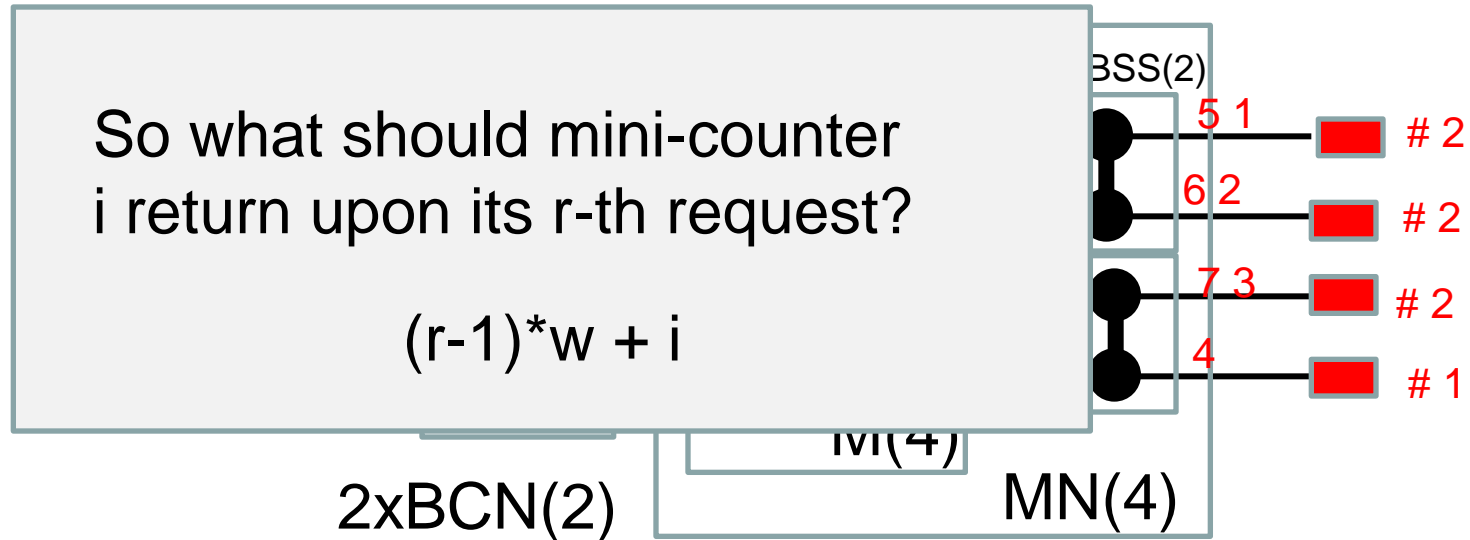 So what should mini-counter
i return upon its r-th request?
(r-1)*w + i
BSS(2)
5 1
# 2
6 2
# 2
7 3
# 2
4
# 1
M(4)
2xBCN(2)
MN(4)